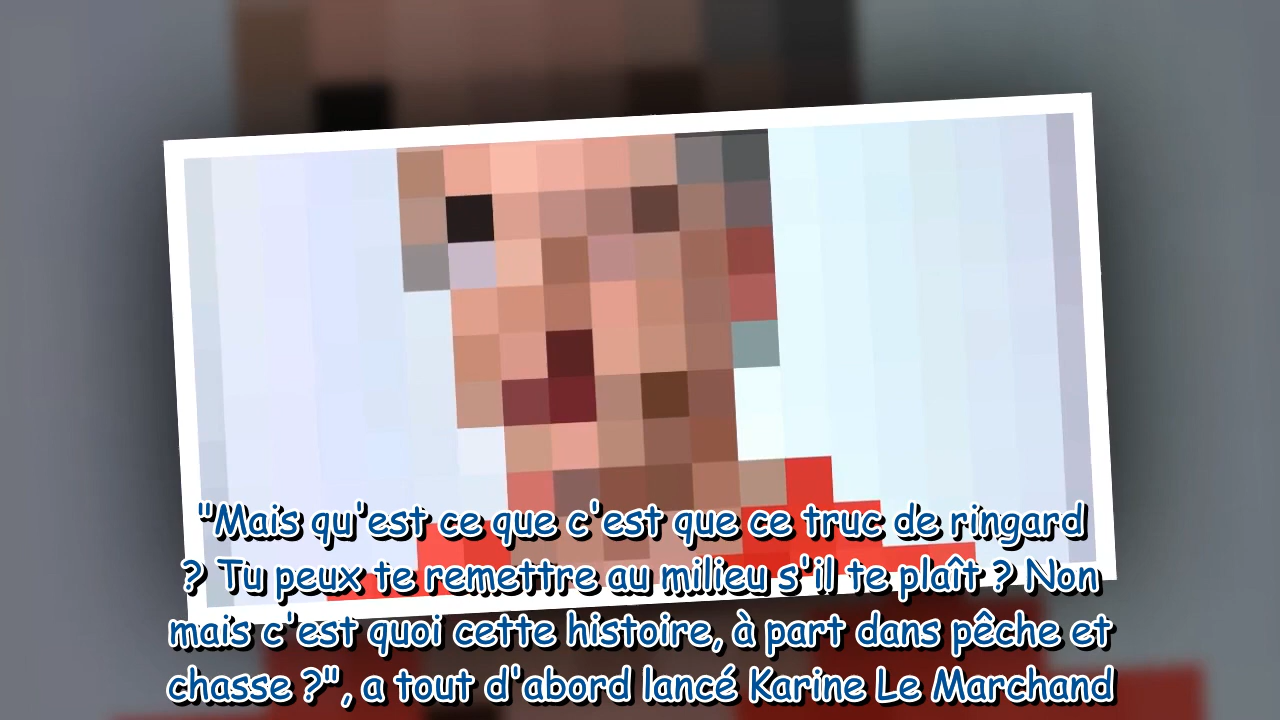 "Mais qu'est ce que c'est que ce truc de ringard
? Tu peux te remettre au milieu s'il te plaît ? Non
mais c'est quoi cette histoire, à part dans pêche et
chasse ?", a tout d'abord lancé Karine Le Marchand